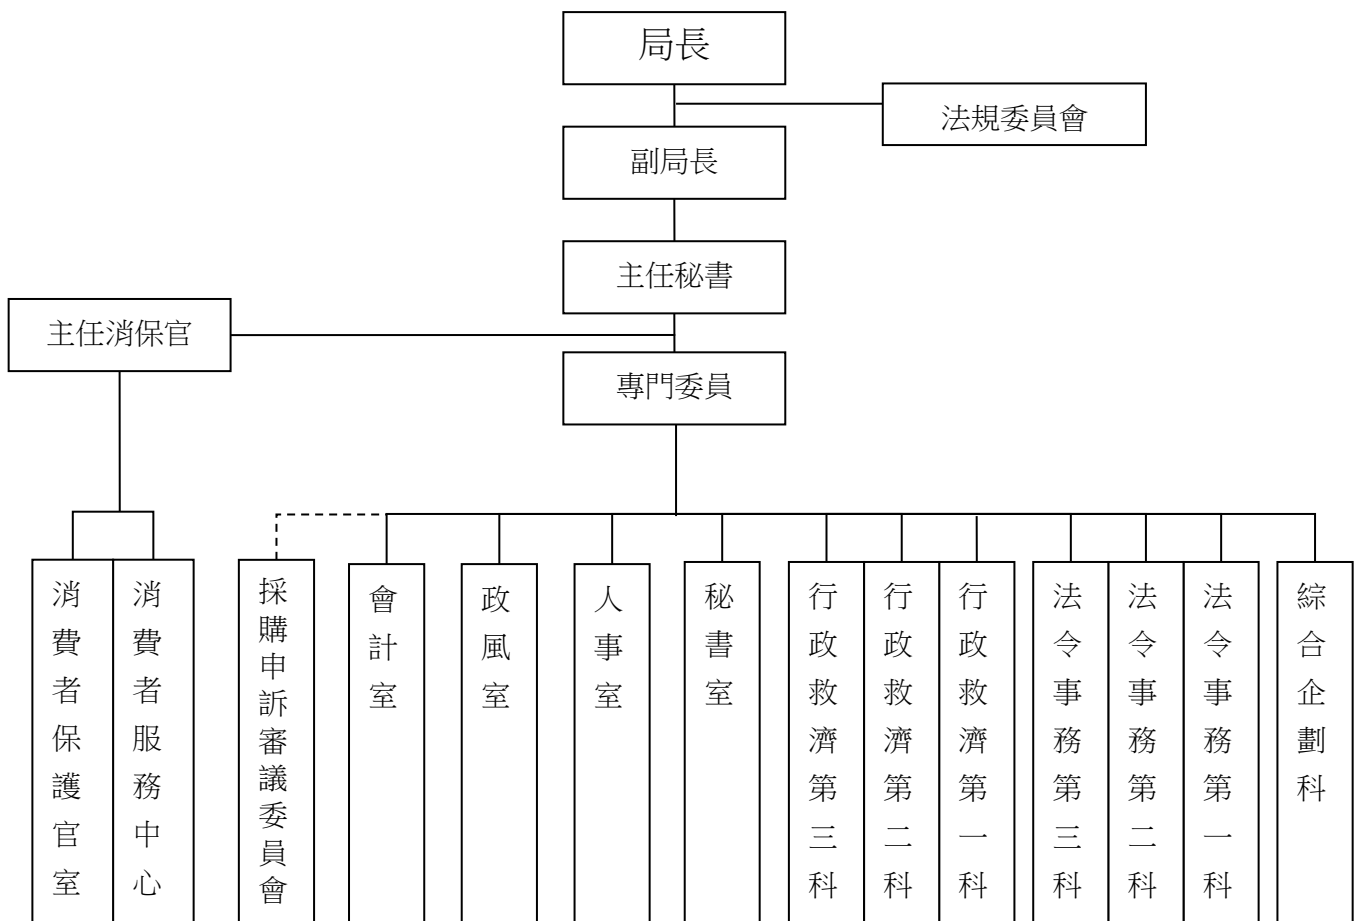 局長
法規委員會
副局長
主任秘書
主任消保官
專門委員
消費者保護官室
消費者服務中心
採購申訴審議委員會
會計室
政風室
人事室
秘書室
行政救濟第三科
行政救濟第二科
行政救濟第一科
法令事務第三科
法令事務第二科
法令事務第一科
綜合企劃科